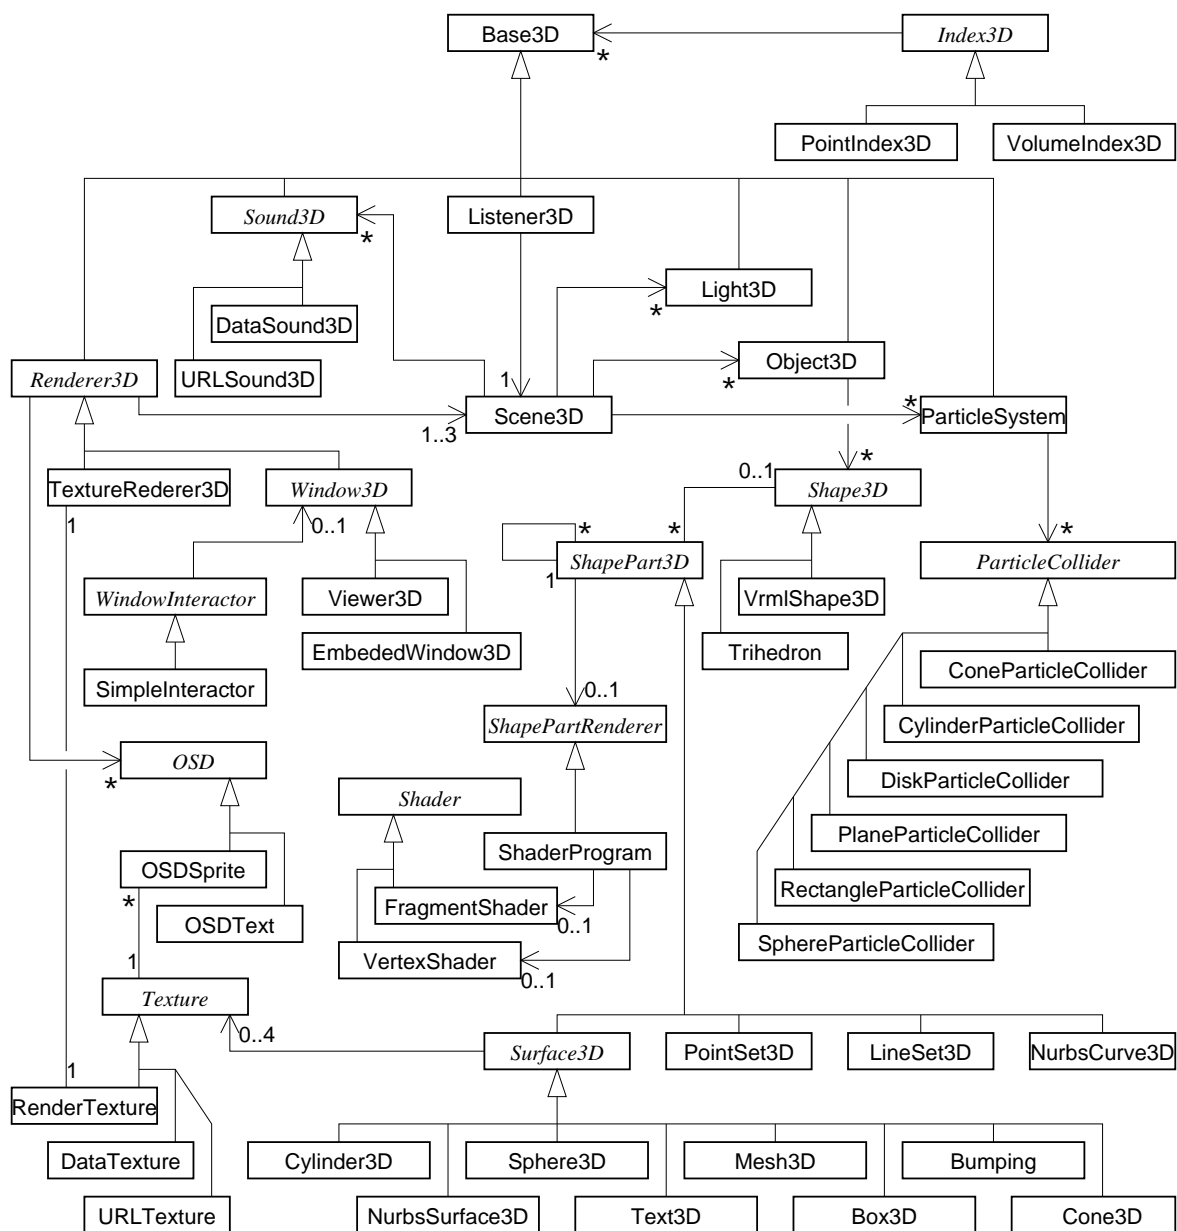 Base3D
Index3D
*
PointIndex3D
VolumeIndex3D
Sound3D
Listener3D
*
Light3D
*
DataSound3D
Object3D
Renderer3D
URLSound3D
1
*
Scene3D
*
ParticleSystem
1..3
*
0..1
TextureRederer3D
Window3D
Shape3D
1
0..1
*
*
*
ShapePart3D
1
ParticleCollider
WindowInteractor
Viewer3D
VrmlShape3D
EmbededWindow3D
Trihedron
ConeParticleCollider
SimpleInteractor
0..1
ShapePartRenderer
CylinderParticleCollider
OSD
*
DiskParticleCollider
Shader
PlaneParticleCollider
ShaderProgram
OSDSprite
*
RectangleParticleCollider
FragmentShader
0..1
OSDText
SphereParticleCollider
1
VertexShader
0..1
Texture
0..4
Surface3D
PointSet3D
LineSet3D
NurbsCurve3D
1
RenderTexture
DataTexture
Cylinder3D
Sphere3D
Mesh3D
Bumping
URLTexture
NurbsSurface3D
Text3D
Box3D
Cone3D